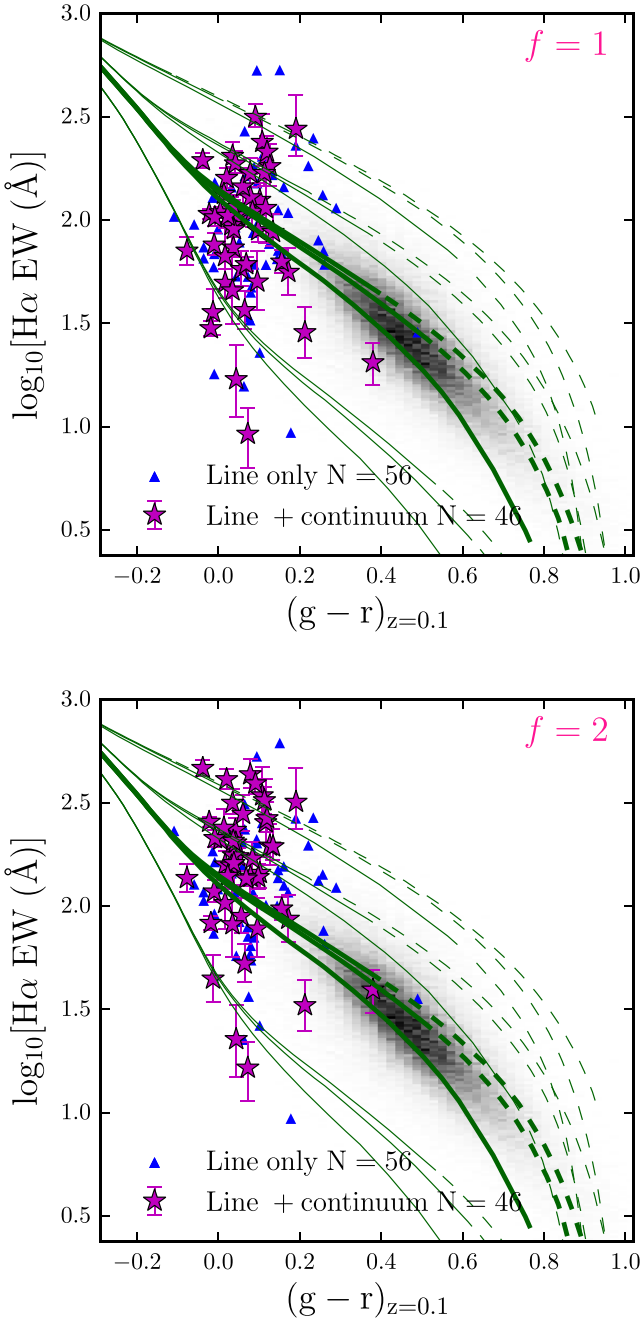 3.0
f = 1
2.5
2.0
1.5
1.0
0.5
log₁₀[Hα EW (Å)]
Line only N = 56
Line + continuum N = 46
−0.2 0.0 0.2 0.4 0.6 0.8 1.0
(g − r)z=0.1
3.0
f = 2
2.5
2.0
1.5
1.0
0.5
log₁₀[Hα EW (Å)]
Line only N = 56
Line + continuum N = 46
−0.2 0.0 0.2 0.4 0.6 0.8 1.0
(g − r)z=0.1